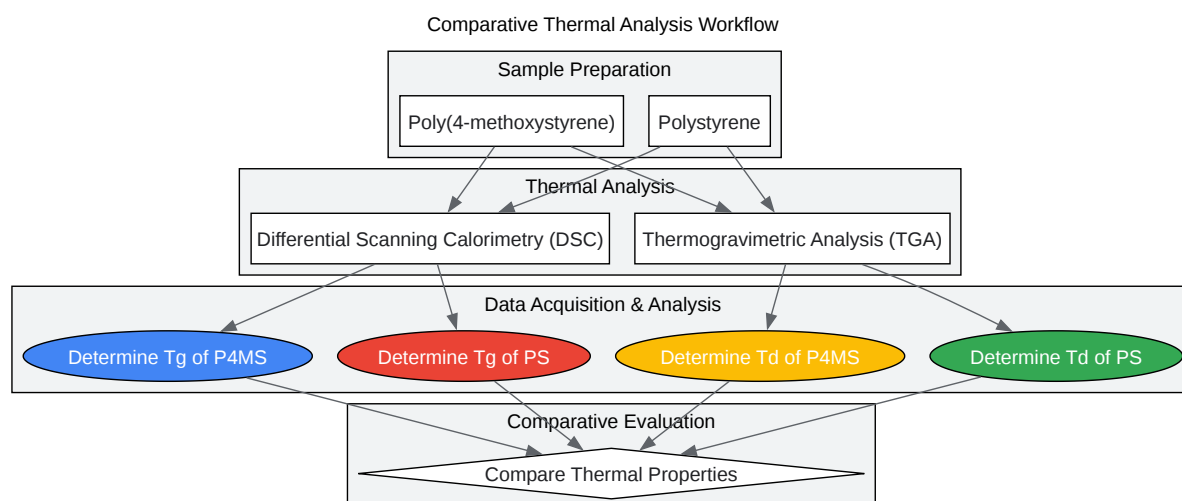 Comparative Thermal Analysis Workflow
Sample Preparation
Poly(4-methoxystyrene)
Polystyrene
Thermal Analysis
Differential Scanning Calorimetry (DSC)
Thermogravimetric Analysis (TGA)
Data Acquisition & Analysis
Determine Tg of P4MS
Determine Tg of PS
Determine Td of P4MS
Determine Td of PS
Comparative Evaluation
Compare Thermal Properties